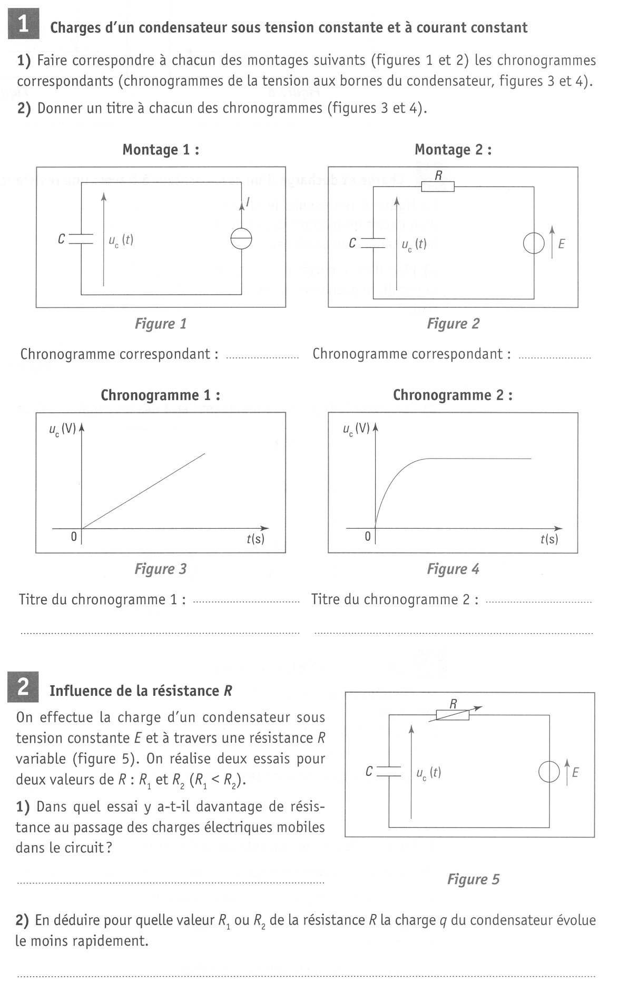 1 Charges d'un condensateur sous tension constante et à courant constant
1) Faire correspondre à chacun des montages suivants (figures 1 et 2) les chronogrammes
correspondants (chronogrammes de la tension aux bornes du condensateur, figures 3 et 4).
2) Donner un titre à chacun des chronogrammes (figures 3 et 4).
Montage 1 :
C
u_c (t)
I
Figure 1
Chronogramme correspondant : ........................
Montage 2 :
R
C
u_c (t)
E
Figure 2
Chronogramme correspondant : ........................
Chronogramme 1 :
u_c (V)
0
t(s)
Figure 3
Titre du chronogramme 1 : ....................................
Chronogramme 2 :
u_c (V)
0
t(s)
Figure 4
Titre du chronogramme 2 : ....................................
2 Influence de la résistance R
On effectue la charge d'un condensateur sous
tension constante E et à travers une résistance R
variable (figure 5). On réalise deux essais pour
deux valeurs de R : R₁ et R₂ (R₁ < R₂).
1) Dans quel essai y a-t-il davantage de résis-
tance au passage des charges électriques mobiles
dans le circuit ?
R
C
u_c (t)
E
Figure 5
2) En déduire pour quelle valeur R₁ ou R₂ de la résistance R la charge q du condensateur évolue
le moins rapidement.